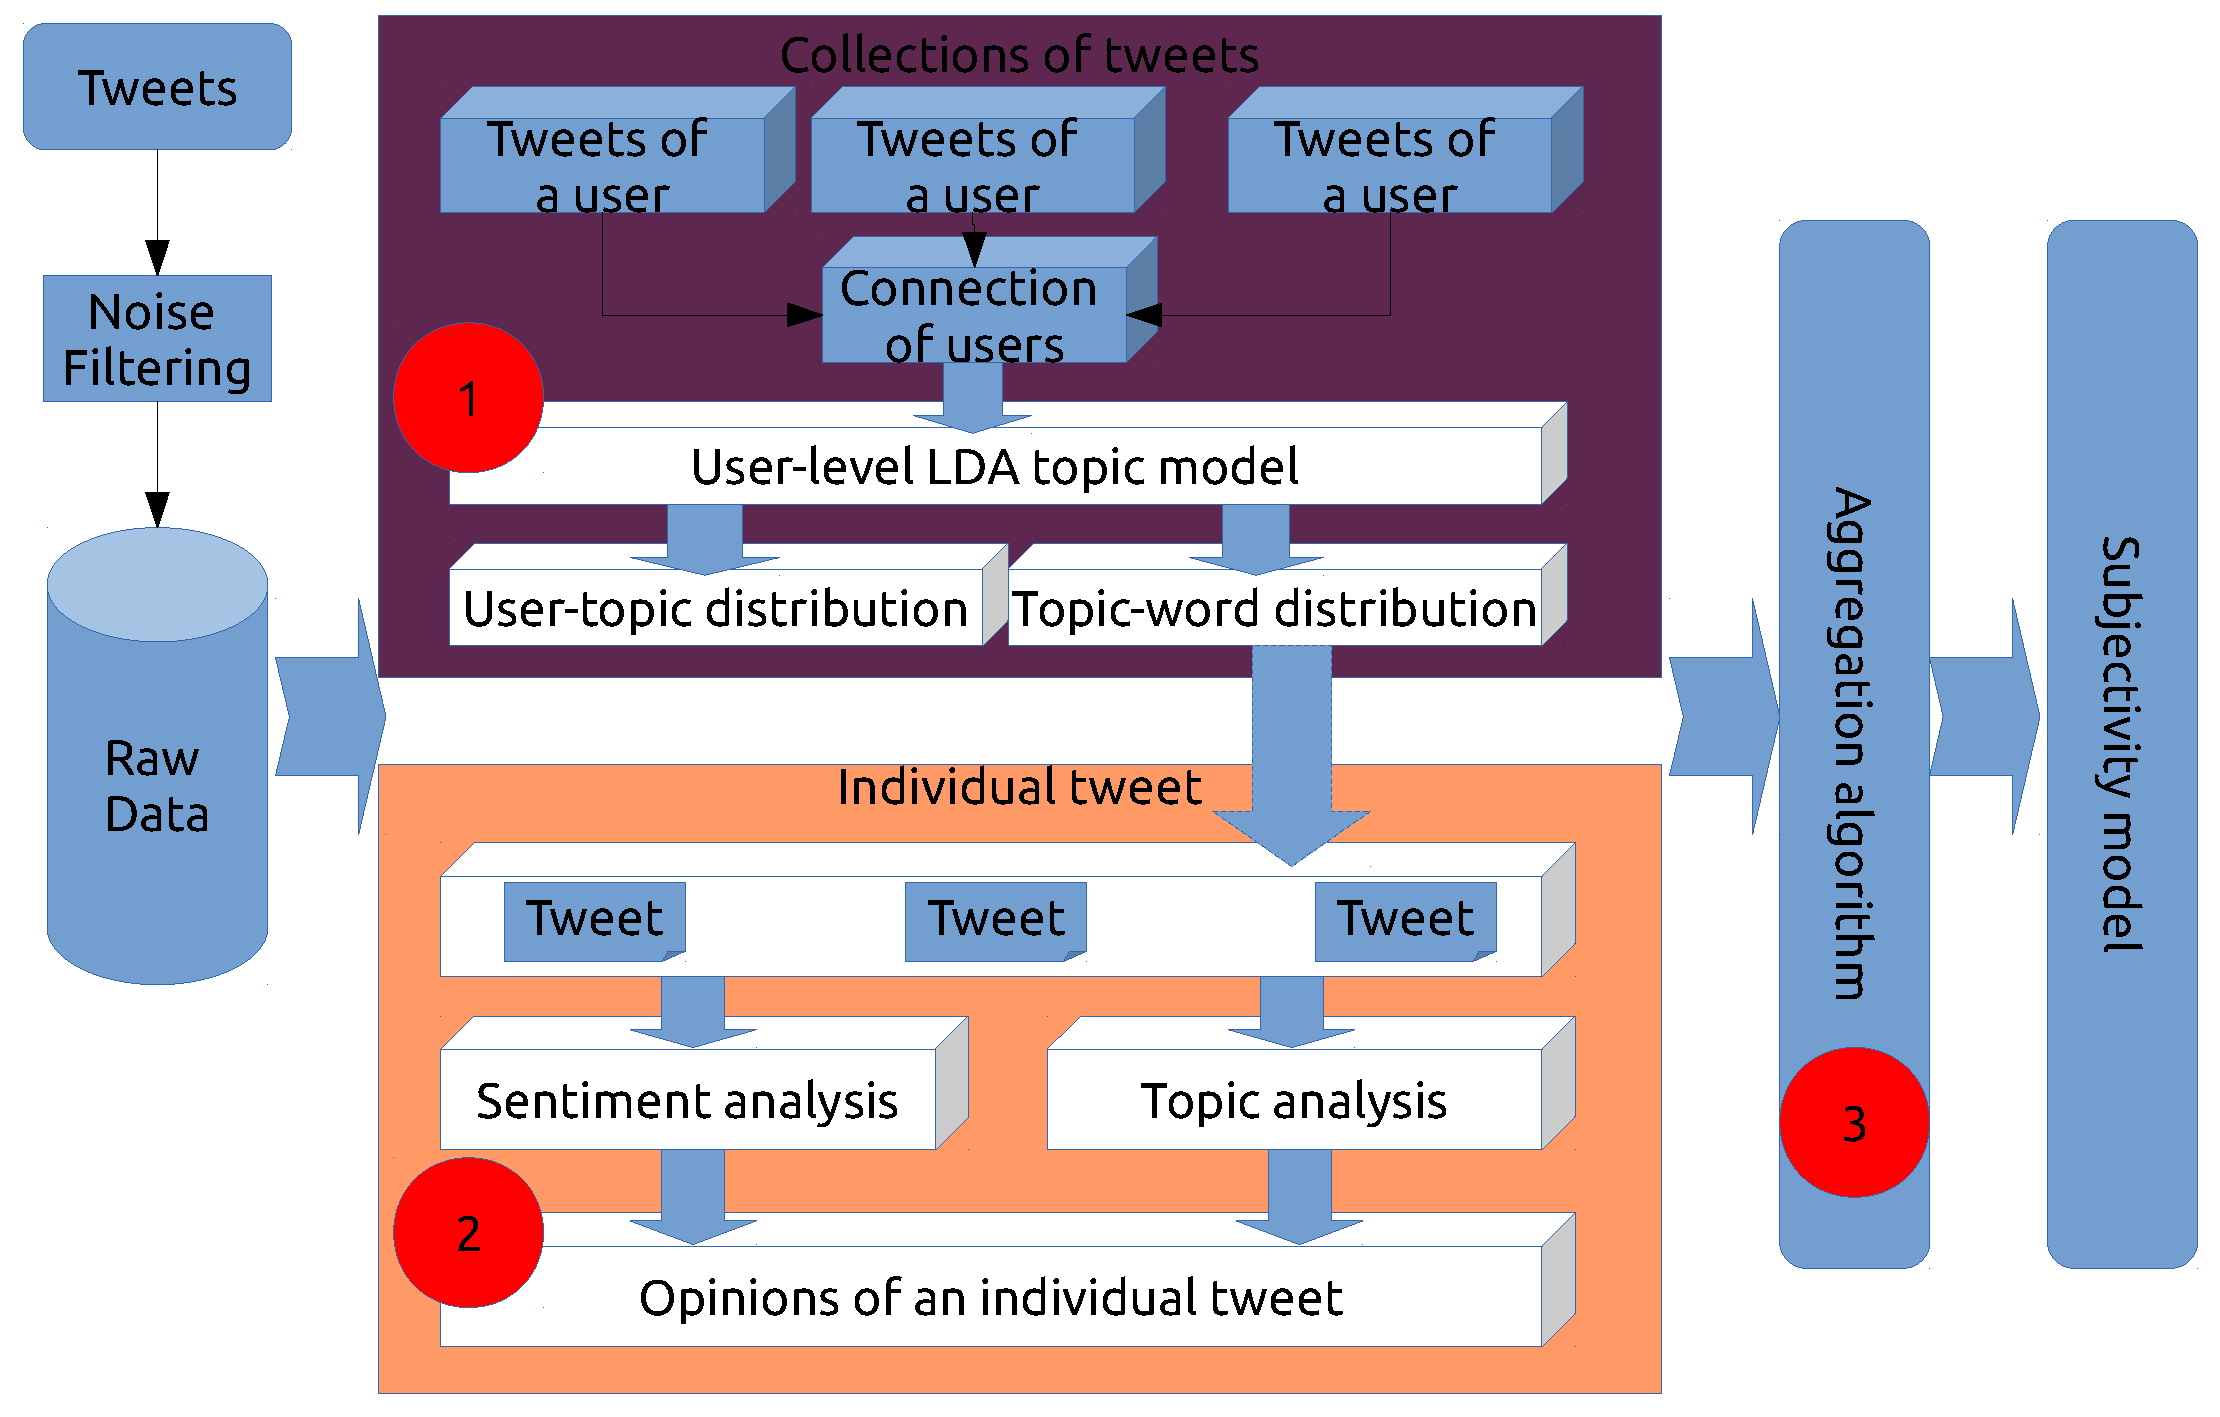 Tweets
Noise
Filtering
Raw
Data
Collections of tweets
Tweets of
a user
Tweets of
a user
Tweets of
a user
Connection
of users
1
User-level LDA topic model
User-topic distribution
Topic-word distribution
Individual tweet
Tweet
Tweet
Tweet
Sentiment analysis
Topic analysis
2
Opinions of an individual tweet
Aggregation algorithm
3
Subjectivity model